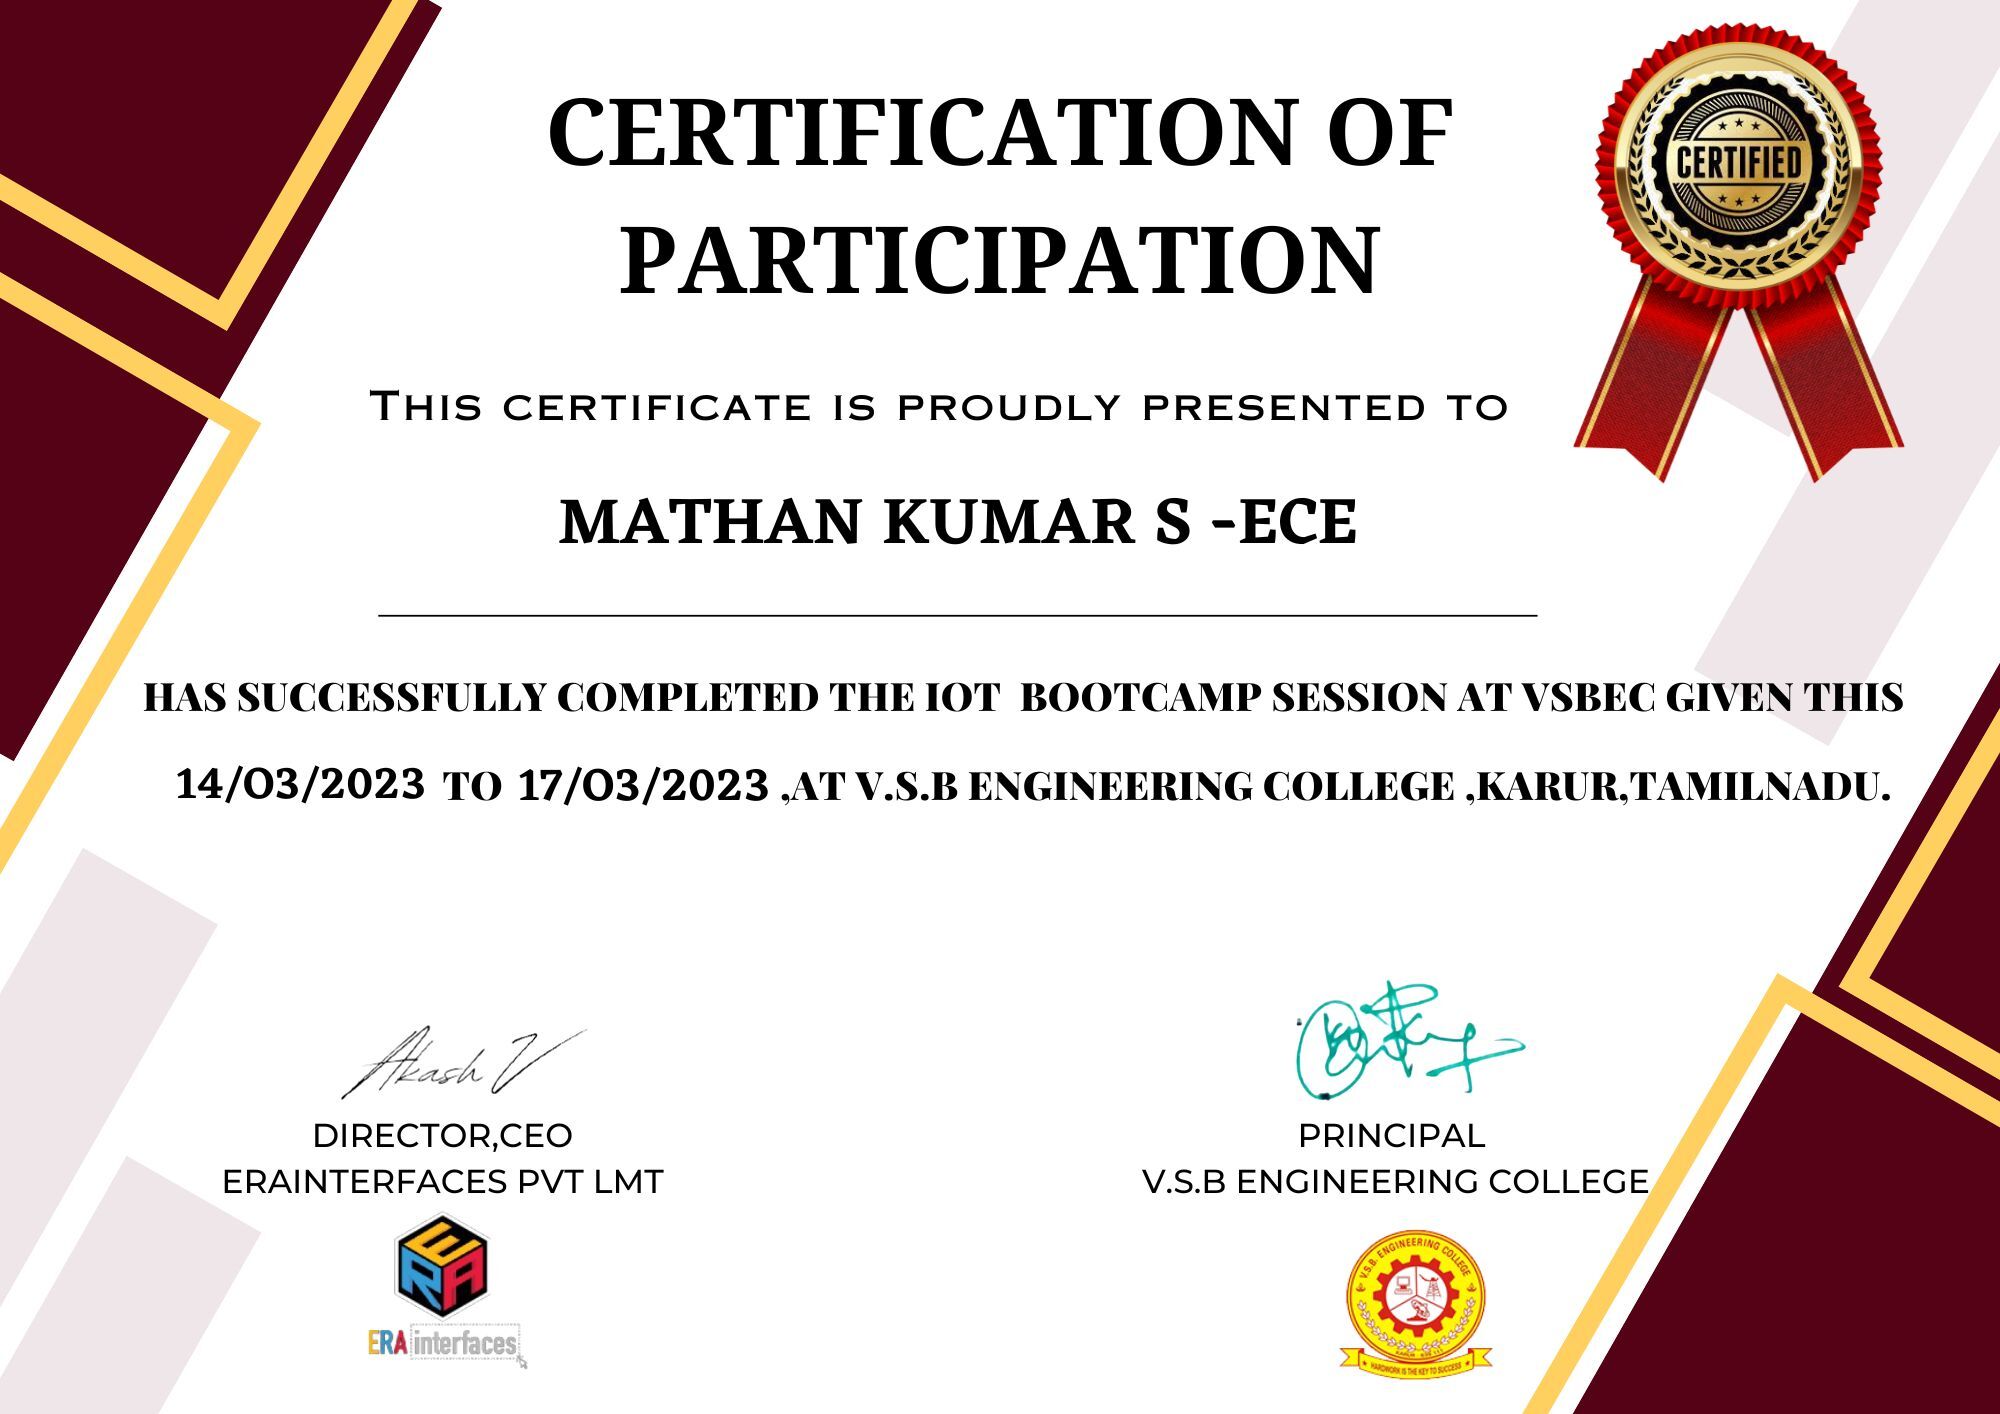 CERTIFICATION OF
PARTICIPATION
CERTIFIED
THIS CERTIFICATE IS PROUDLY PRESENTED TO
MATHAN KUMAR S -ECE
HAS SUCCESSFULLY COMPLETED THE IOT BOOTCAMP SESSION AT VSBEC GIVEN THIS
14/03/2023 TO 17/03/2023 ,AT V.S.B ENGINEERING COLLEGE ,KARUR,TAMILNADU.
Akash V
DIRECTOR,CEO
ERAINTERFACES PVT LMT
PRINCIPAL
V.S.B ENGINEERING COLLEGE
ERA
ERA interfaces
V.S.B. ENGINEERING COLLEGE
HARDWORK IS THE KEY TO SUCCESS